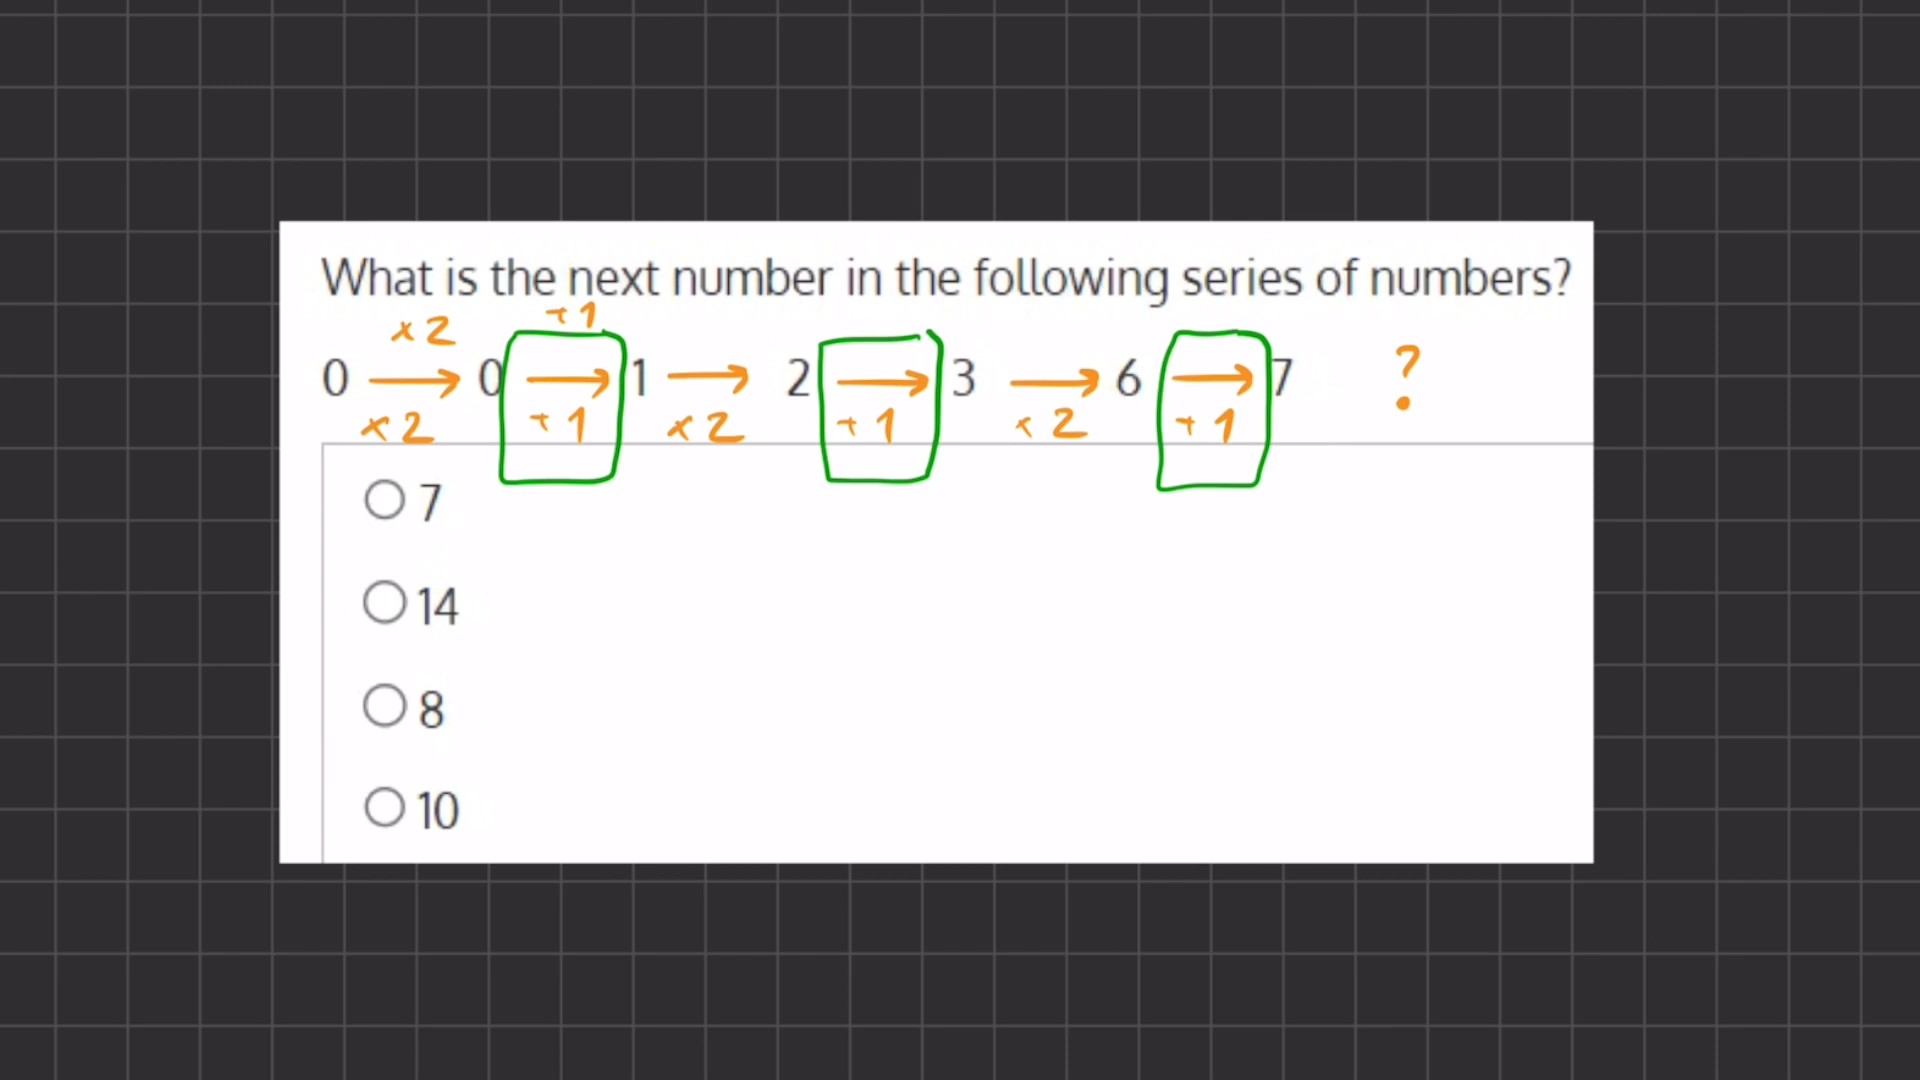 What is the next number in the following series of numbers?
×2 +1
0 → 0 → 1 → 2 → 3 → 6 → 7 ?
×2 +1 ×2 +1 ×2 +1
7
14
8
10